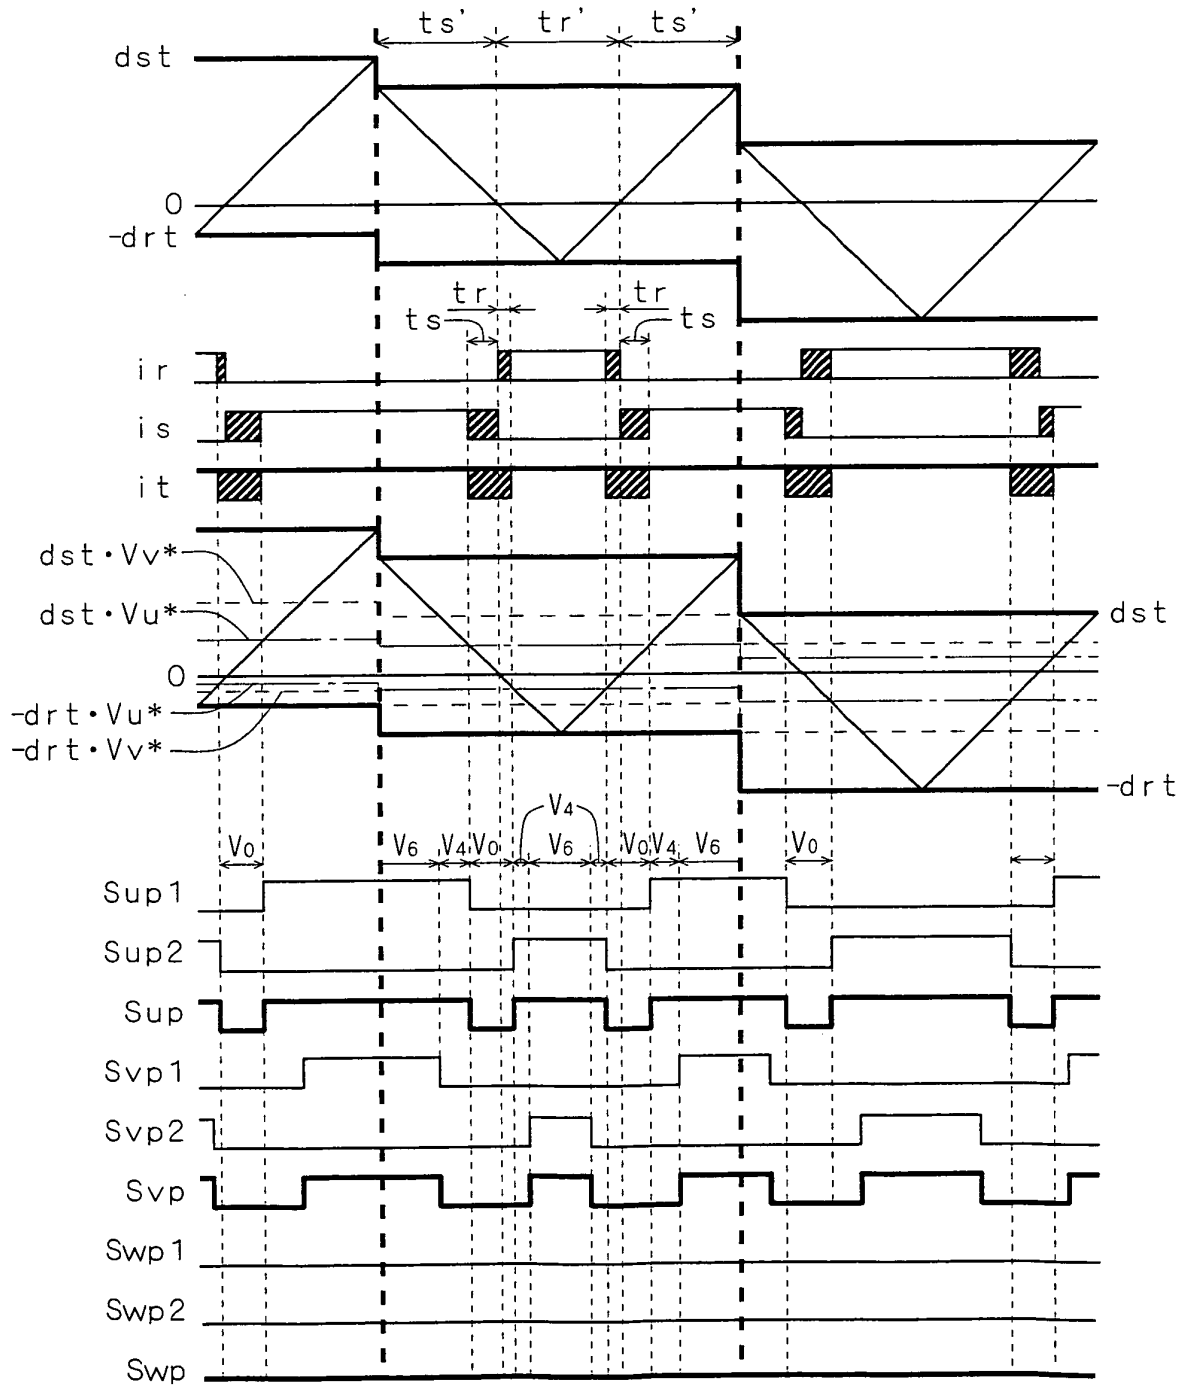 ts' tr' ts'
dst
0
-drt
tr tr
ts ts
ir
is
it
dst·Vv*
dst·Vu*
dst
0
-drt·Vu*
-drt·Vv*
-drt
V4
V0 V6 V4 V0 V6 V0 V4 V6 V0
Sup1
Sup2
Sup
Svp1
Svp2
Svp
Swp1
Swp2
Swp